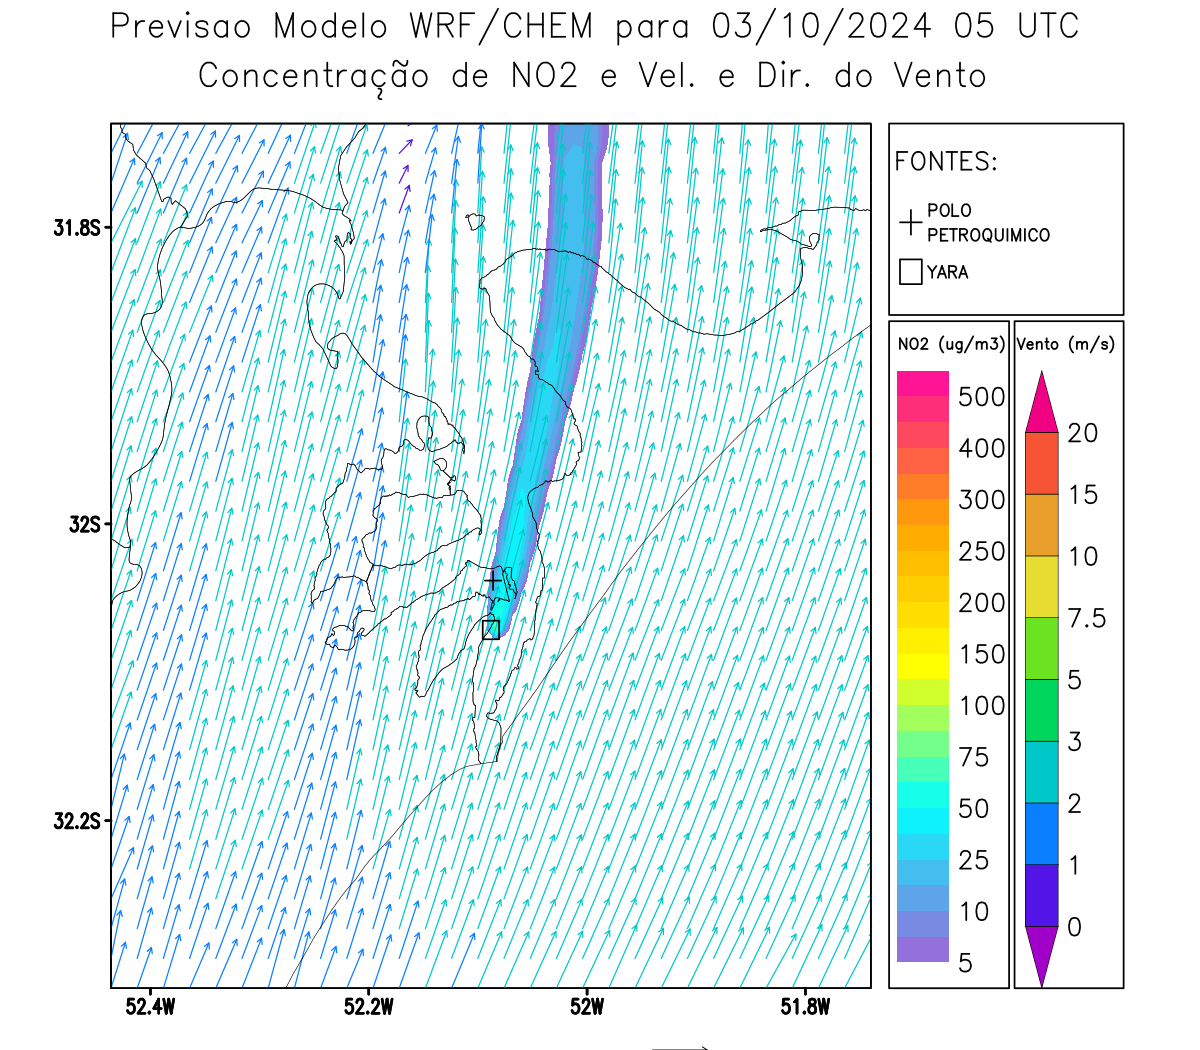 Previsao Modelo WRF/CHEM para 03/10/2024 05 UTC
Concentração de NO2 e Vel. e Dir. do Vento
FONTES:
POLO
PETROQUIMICO
YARA
31.8S
32S
32.2S
52.4W
52.2W
52W
51.8W
NO2 (ug/m3)
500
400
300
250
200
150
100
75
50
25
10
5
Vento (m/s)
20
15
10
7.5
5
3
2
1
0